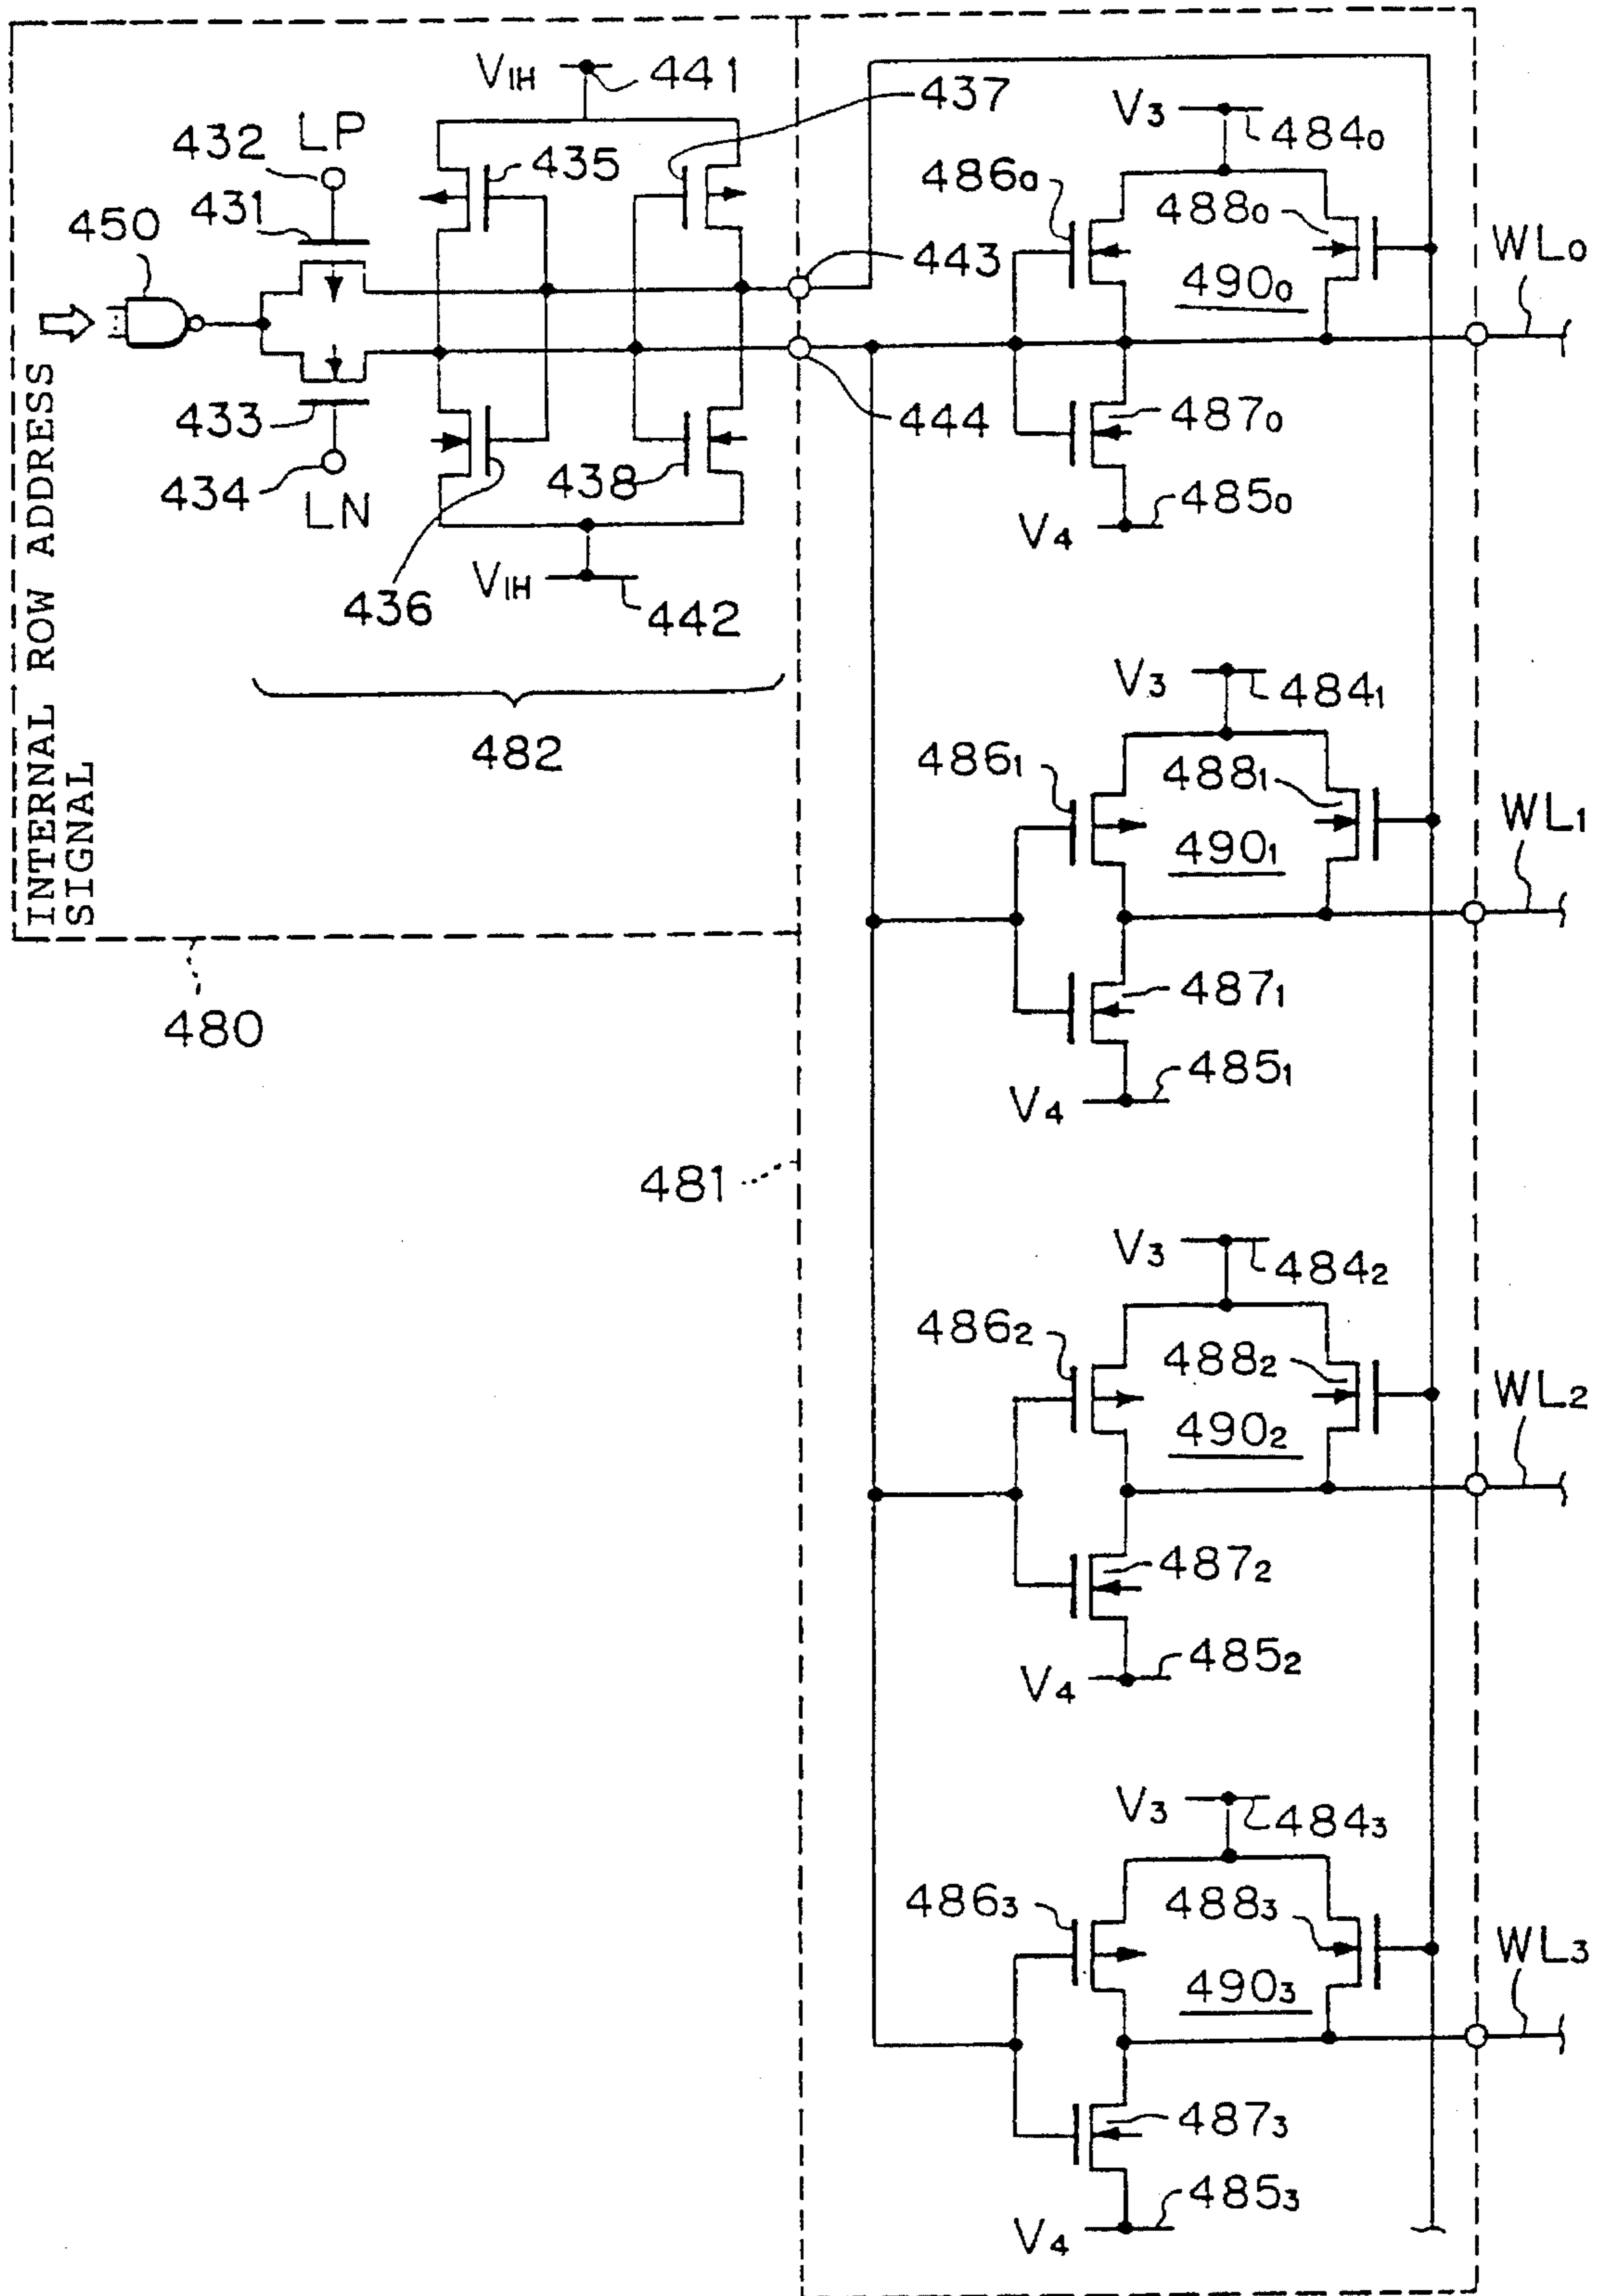 VIH 441
437
V3 4840
LP
432
435
4860
4880
WL0
431
450
443
4900
433
444
4870
434
LN
438
4850
V4
VIH
436
442
INTERNAL ROW ADDRESS
SIGNAL
482
V3 4841
4861
4881
WL1
4901
4871
480
4851
V4
481
V3 4842
4862
4882
WL2
4902
4872
4852
V4
V3 4843
4863
4883
WL3
4903
4873
4853
V4